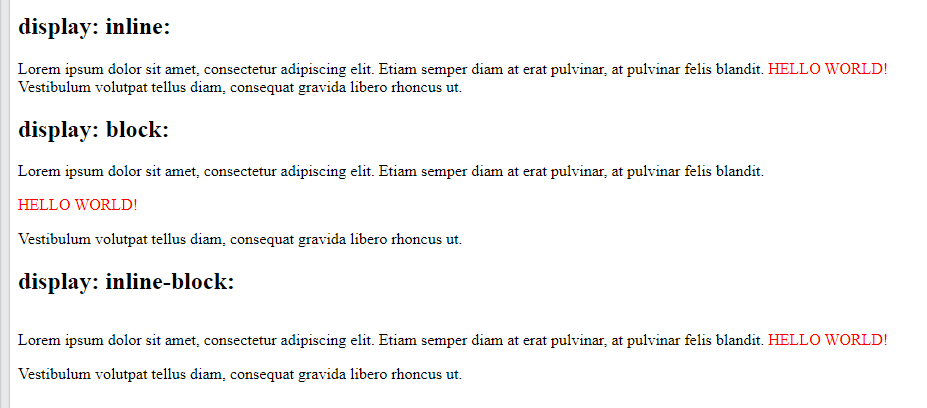 display: inline:
Lorem ipsum dolor sit amet, consectetur adipiscing elit. Etiam semper diam at erat pulvinar, at pulvinar felis blandit. HELLO WORLD!
Vestibulum volutpat tellus diam, consequat gravida libero rhoncus ut.
display: block:
Lorem ipsum dolor sit amet, consectetur adipiscing elit. Etiam semper diam at erat pulvinar, at pulvinar felis blandit.
HELLO WORLD!
Vestibulum volutpat tellus diam, consequat gravida libero rhoncus ut.
display: inline-block:
Lorem ipsum dolor sit amet, consectetur adipiscing elit. Etiam semper diam at erat pulvinar, at pulvinar felis blandit. HELLO WORLD!
Vestibulum volutpat tellus diam, consequat gravida libero rhoncus ut.